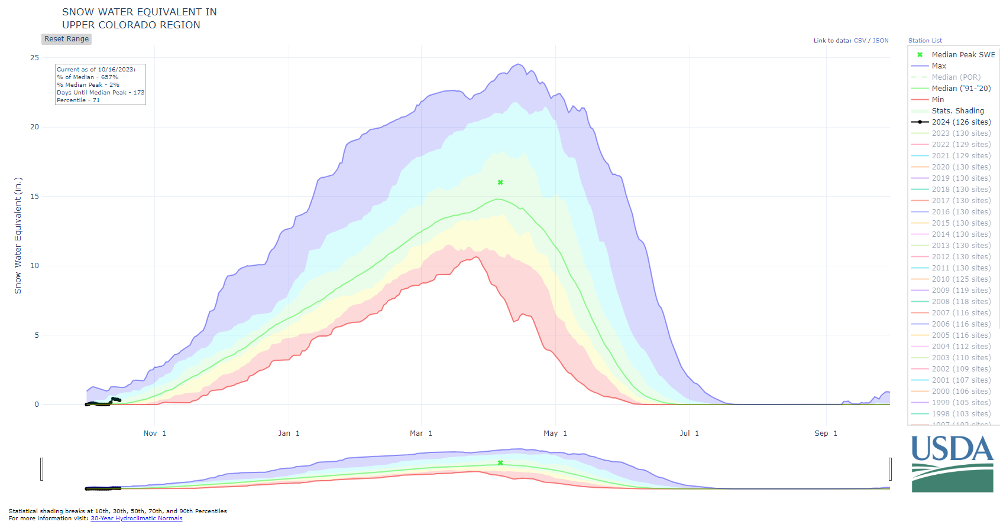 SNOW WATER EQUIVALENT IN
UPPER COLORADO REGION
Reset Range
Link to data: CSV / JSON
Station List
25
20
15
10
5
0
Snow Water Equivalent (in.)
Current as of 10/16/2023:
% of Median - 657%
% Median Peak - 2%
Days Until Median Peak - 173
Percentile - 71
Nov 1
Jan 1
Mar 1
May 1
Jul 1
Sep 1
Median Peak SWE
Max
Median (POR)
Median ('91-'20)
Min
Stats. Shading
2024 (126 sites)
2023 (130 sites)
2022 (129 sites)
2021 (129 sites)
2020 (130 sites)
2019 (130 sites)
2018 (130 sites)
2017 (130 sites)
2016 (130 sites)
2015 (130 sites)
2014 (130 sites)
2013 (130 sites)
2012 (130 sites)
2011 (130 sites)
2010 (125 sites)
2009 (119 sites)
2008 (118 sites)
2007 (116 sites)
2006 (116 sites)
2005 (116 sites)
2004 (112 sites)
2003 (110 sites)
2002 (109 sites)
2001 (107 sites)
2000 (106 sites)
1999 (105 sites)
1998 (103 sites)
USDA
Statistical shading breaks at 10th, 30th, 50th, 70th, and 90th Percentiles
For more information visit: 30-Year Hydroclimatic Normals